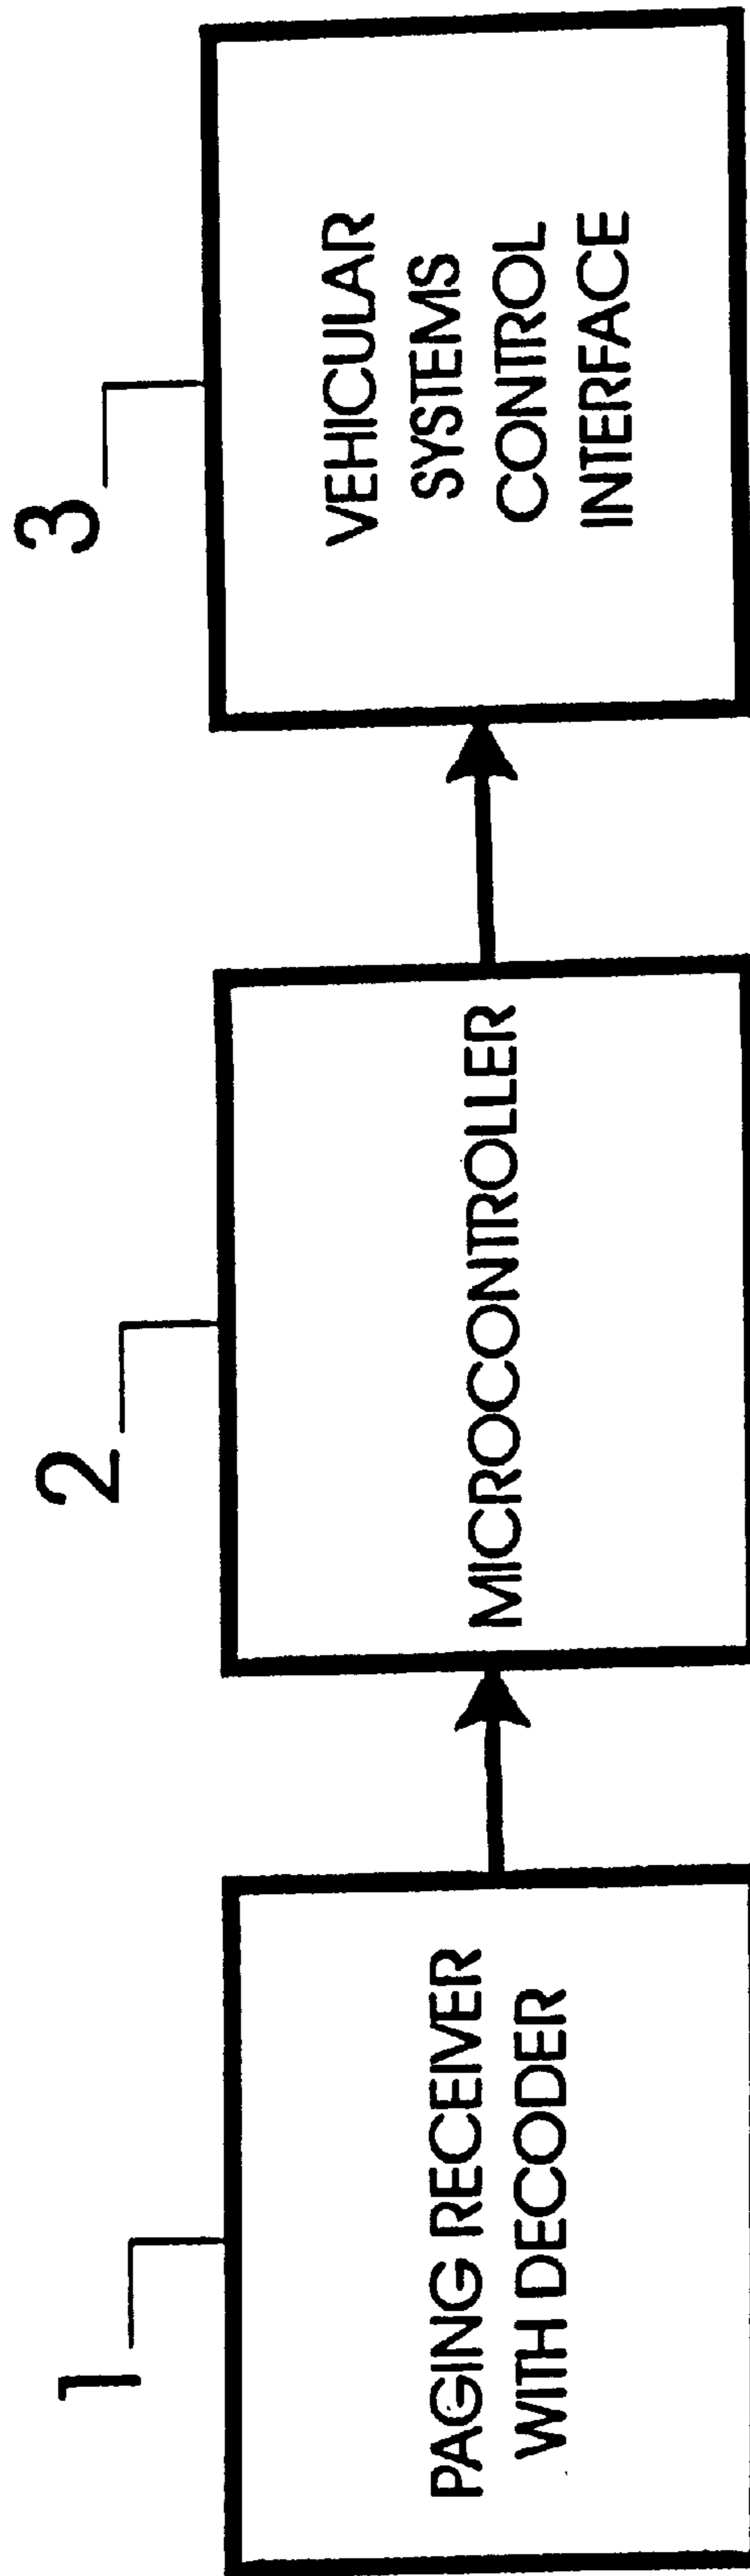 1
PAGING RECEIVER
WITH DECODER
2
MICROCONTROLLER
3
VEHICULAR
SYSTEMS
CONTROL
INTERFACE